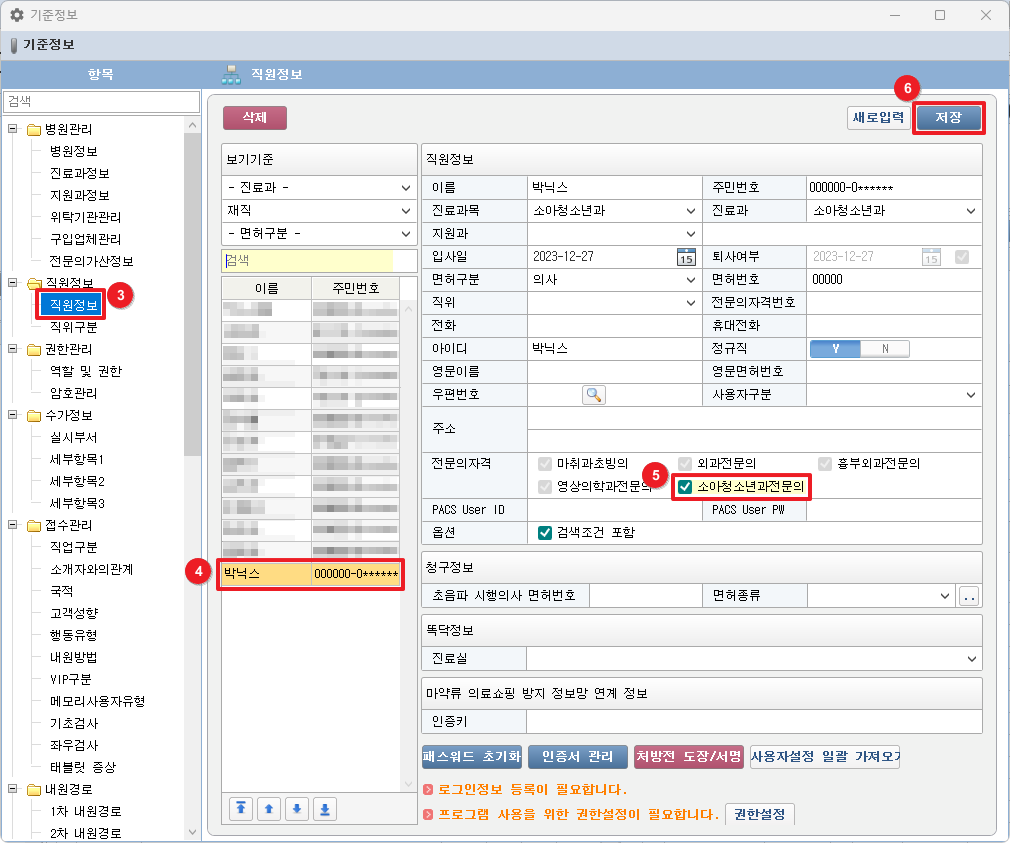 기준정보
기준정보
항목
직원정보
검색
병원관리
병원정보
진료과정보
지원과정보
위탁기관관리
구입업체관리
전문의가산정보
직원정보
직원정보
3
직위구분
권한관리
역할 및 권한
암호관리
수가정보
실시부서
세부항목1
세부항목2
세부항목3
접수관리
직업구분
소개자와의관계
국적
고객성향
행동유형
내원방법
VIP구분
메모리사용자유형
기초검사
좌우검사
태블릿 증상
내원경로
1차 내원경로
2차 내원경로
삭제
6
새로입력
저장
보기기준
- 진료과 -
재직
- 면허구분 -
검색
이름 주민번호
4
박닉스 000000-0******
직원정보
이름 박닉스 주민번호 000000-0******
진료과목 소아청소년과 진료과 소아청소년과
지원과
입사일 2023-12-27 15 퇴사여부 2023-12-27 15
면허구분 의사 면허번호 00000
직위 전문의자격번호
전화 휴대전화
아이디 박닉스 정규직 Y N
영문이름 영문면허번호
우편번호 사용자구분
주소
전문의자격 마취과초빙의 외과전문의 흉부외과전문의
영상의학과전문의 5 소아청소년과전문의
PACS User ID PACS User PW
옵션 검색조건 포함
청구정보
초음파 시행의사 면허번호 면허종류 ..
똑닥정보
진료실
마약류 의료쇼핑 방지 정보망 연계 정보
인증키
패스워드 초기화 인증서 관리 처방전 도장/서명 사용자설정 일괄 가져오기
로그인정보 등록이 필요합니다.
프로그램 사용을 위한 권한설정이 필요합니다. 권한설정